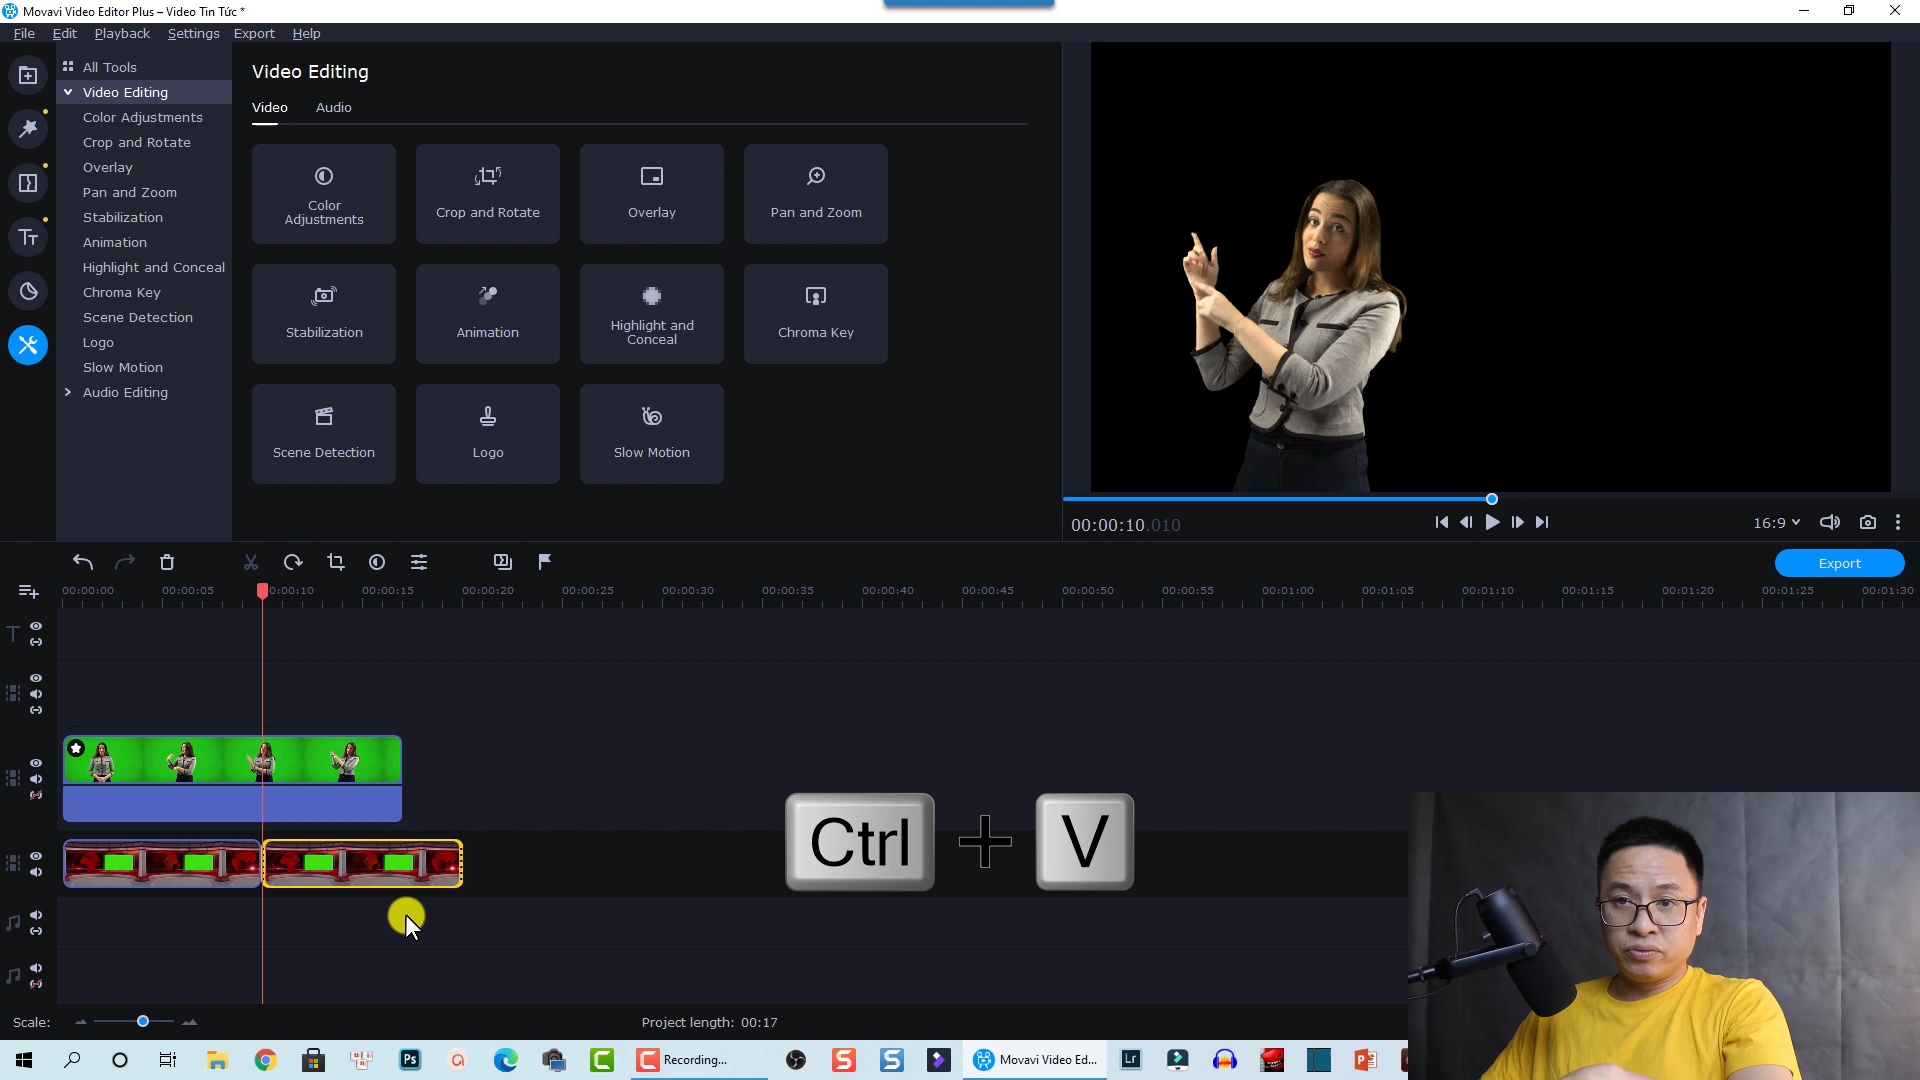 Movavi Video Editor Plus – Video Tin Tức *
File Edit Playback Settings Export Help
All Tools
Video Editing
Color Adjustments
Crop and Rotate
Overlay
Pan and Zoom
Stabilization
Animation
Highlight and Conceal
Chroma Key
Scene Detection
Logo
Slow Motion
Audio Editing
Video Editing
Video Audio
Color Adjustments
Crop and Rotate
Overlay
Pan and Zoom
Stabilization
Animation
Highlight and Conceal
Chroma Key
Scene Detection
Logo
Slow Motion
00:00:10.010
16:9
Export
00:00:00 00:00:05 00:00:10 00:00:15 00:00:20 00:00:25 00:00:30 00:00:35 00:00:40 00:00:45 00:00:50 00:00:55 00:01:00 00:01:05 00:01:10 00:01:15 00:01:20 00:01:25 00:01:30
Ctrl + V
Scale:
Project length: 00:17
Recording...
Movavi Video Ed...
Ps
Lr